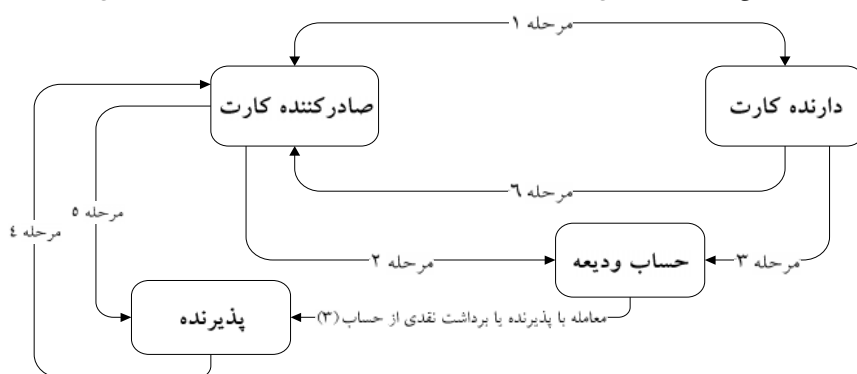 مرحله ۱
صادرکننده کارت
دارنده کارت
مرحله ۶
مرحله ۵
مرحله ٤
مرحله ۲
حساب ودیعه
مرحله ۳
پذیرنده
معامله با پذیرنده یا برداشت نقدی از حساب (۳)